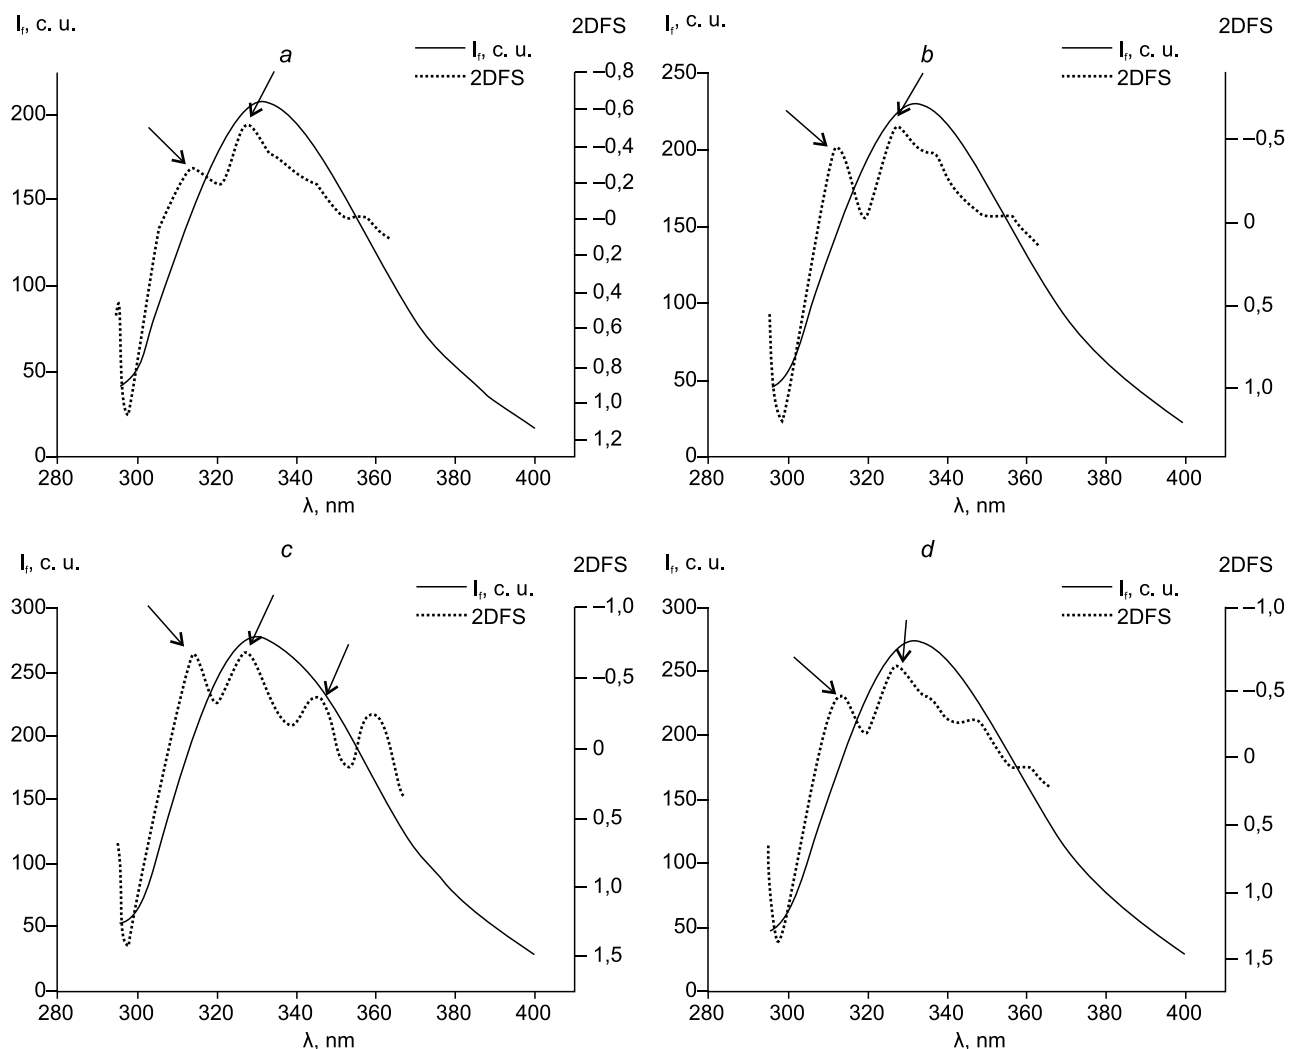 I_f, c. u.
2DFS
a
I_f, c. u.
2DFS
200
150
100
50
0
–0,8
–0,6
–0,4
–0,2
–0
0,2
0,4
0,6
0,8
1,0
1,2
280 300 320 340 360 380 400
λ, nm
I_f, c. u.
2DFS
b
I_f, c. u.
2DFS
250
200
150
100
50
0
–0,5
0
0,5
1,0
280 300 320 340 360 380 400
λ, nm
I_f, c. u.
2DFS
c
I_f, c. u.
2DFS
300
250
200
150
100
50
0
–1,0
–0,5
0
0,5
1,0
1,5
280 300 320 340 360 380 400
λ, nm
I_f, c. u.
2DFS
d
I_f, c. u.
2DFS
300
250
200
150
100
50
0
–1,0
–0,5
0
0,5
1,0
1,5
280 300 320 340 360 380 400
λ, nm